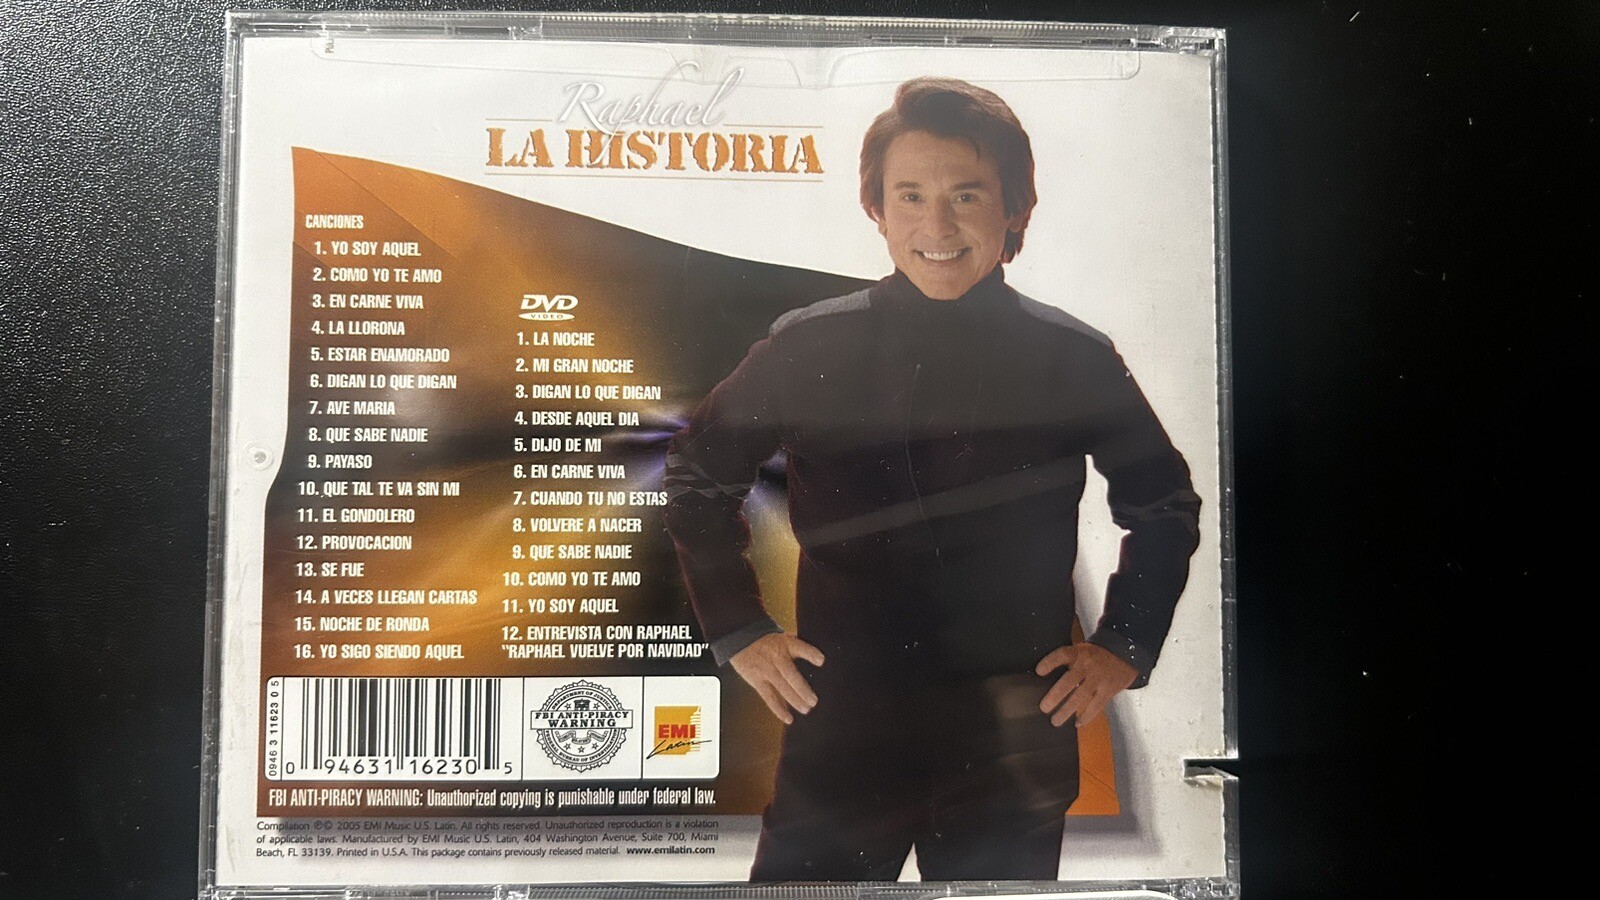 Raphael
LA HISTORIA
CANCIONES
1. YO SOY AQUEL
2. COMO YO TE AMO
3. EN CARNE VIVA
4. LA LLORONA
5. ESTAR ENAMORADO
6. DIGAN LO QUE DIGAN
7. AVE MARIA
8. QUE SABE NADIE
9. PAYASO
10. QUE TAL TE VA SIN MI
11. EL GONDOLERO
12. PROVOCACION
13. SE FUE
14. A VECES LLEGAN CARTAS
15. NOCHE DE RONDA
16. YO SIGO SIENDO AQUEL
DVD
VIDEO
1. LA NOCHE
2. MI GRAN NOCHE
3. DIGAN LO QUE DIGAN
4. DESDE AQUEL DIA
5. DIJO DE MI
6. EN CARNE VIVA
7. CUANDO TU NO ESTAS
8. VOLVERE A NACER
9. QUE SABE NADIE
10. COMO YO TE AMO
11. YO SOY AQUEL
12. ENTREVISTA CON RAPHAEL
"RAPHAEL VUELVE POR NAVIDAD"
0946 3 11623 0 5
0 94631 16230 5
DEPARTMENT OF JUSTICE
FBI ANTI-PIRACY
WARNING
FEDERAL BUREAU OF INVESTIGATION
EMI
Latin
FBI ANTI-PIRACY WARNING: Unauthorized copying is punishable under federal law.
Compilation ℗© 2005 EMI Music U.S. Latin. All rights reserved. Unauthorized reproduction is a violation
of applicable laws. Manufactured by EMI Music U.S. Latin, 404 Washington Avenue, Suite 700, Miami
Beach, FL 33139. Printed in U.S.A. This package contains previously released material. www.emilatin.com